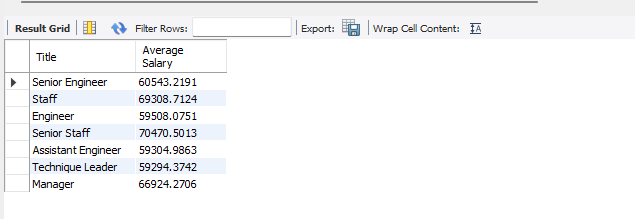 Result Grid Filter Rows: Export: Wrap Cell Content: IA
Title Average
Salary
Senior Engineer 60543.2191
Staff 69308.7124
Engineer 59508.0751
Senior Staff 70470.5013
Assistant Engineer 59304.9863
Technique Leader 59294.3742
Manager 66924.2706